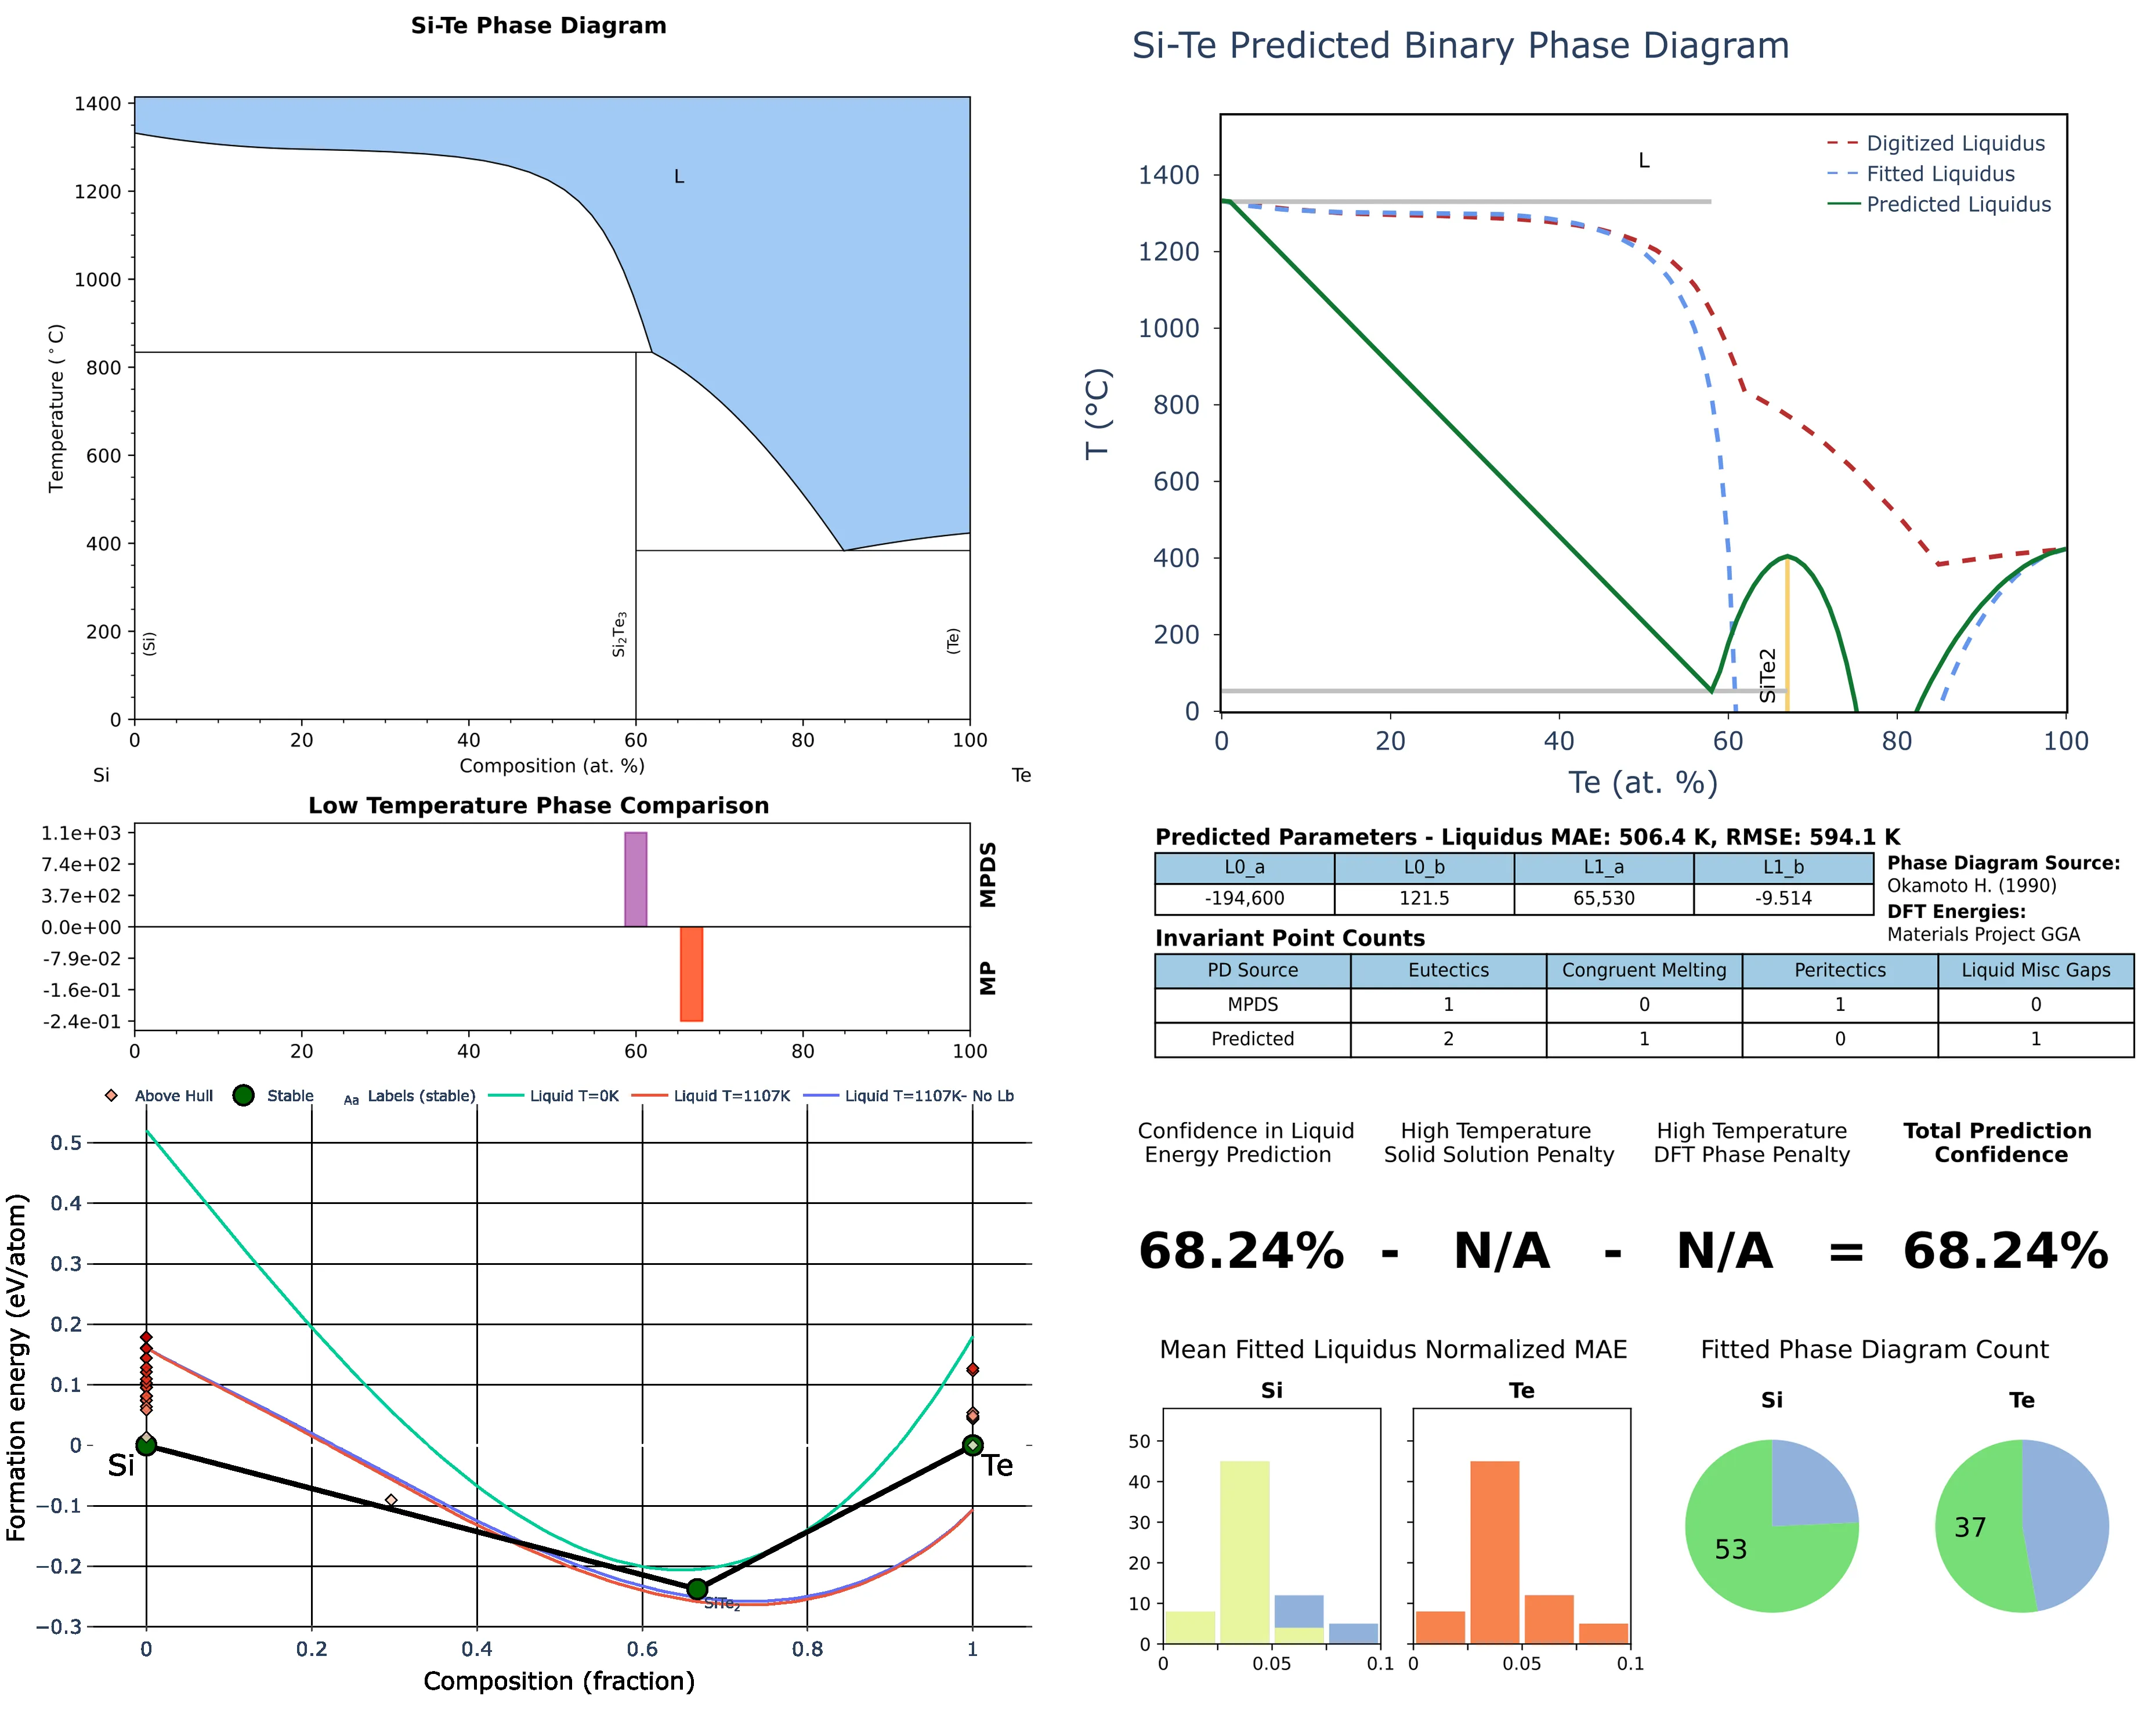 Si-Te Phase Diagram
1400
1200
1000
800
600
400
200
0
Temperature (°C)
L
(Si)
Si2Te3
(Te)
0 20 40 60 80 100
Composition (at. %)
Si
Te
Low Temperature Phase Comparison
1.1e+03
7.4e+02
3.7e+02
0.0e+00
-7.9e-02
-1.6e-01
-2.4e-01
MPDS
MP
0 20 40 60 80 100
Above Hull Stable Aa Labels (stable) Liquid T=0K Liquid T=1107K Liquid T=1107K- No Lb
0.5
0.4
0.3
0.2
0.1
0
−0.1
−0.2
−0.3
Formation energy (eV/atom)
Si
Te
SiTe2
0 0.2 0.4 0.6 0.8 1
Composition (fraction)
Si-Te Predicted Binary Phase Diagram
1400
1200
1000
800
600
400
200
0
T (°C)
L
Digitized Liquidus
Fitted Liquidus
Predicted Liquidus
SiTe2
0 20 40 60 80 100
Te (at. %)
Predicted Parameters - Liquidus MAE: 506.4 K, RMSE: 594.1 K
L0_a L0_b L1_a L1_b
-194,600 121.5 65,530 -9.514
Phase Diagram Source:
Okamoto H. (1990)
DFT Energies:
Materials Project GGA
Invariant Point Counts
PD Source Eutectics Congruent Melting Peritectics Liquid Misc Gaps
MPDS 1 0 1 0
Predicted 2 1 0 1
Confidence in Liquid
Energy Prediction
High Temperature
Solid Solution Penalty
High Temperature
DFT Phase Penalty
Total Prediction
Confidence
68.24% - N/A - N/A = 68.24%
Mean Fitted Liquidus Normalized MAE
Si
Te
50
40
30
20
10
0
0 0.05 0.1
0 0.05 0.1
Fitted Phase Diagram Count
Si
Te
53
37